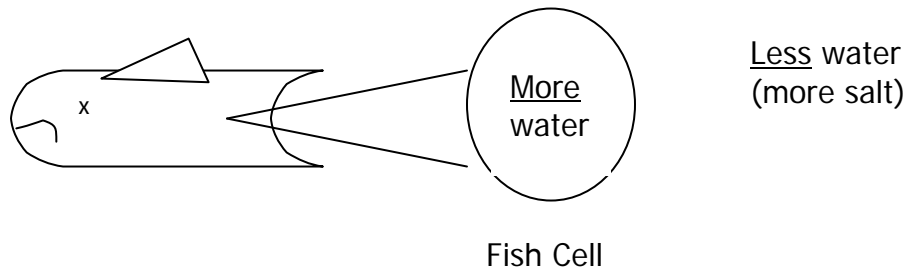 x
More
water
Less water
(more salt)
Fish Cell